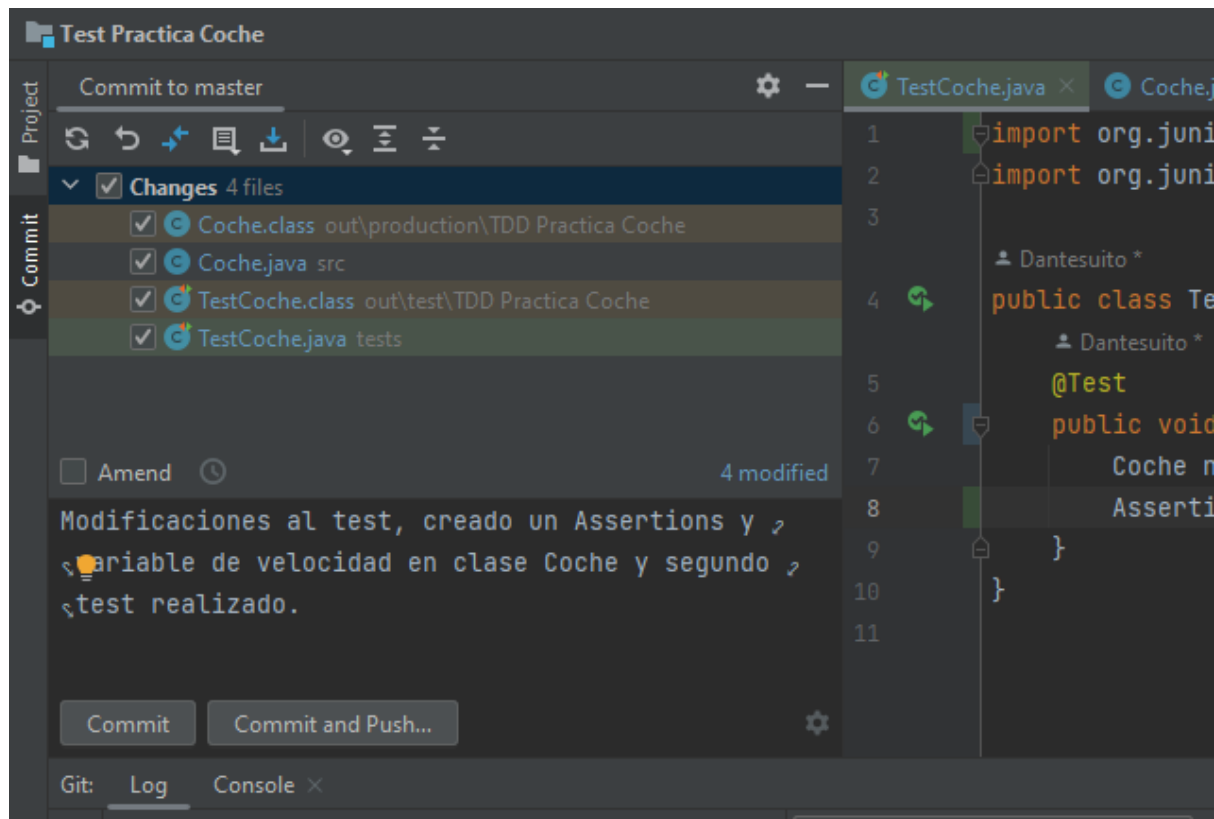 Test Practica Coche
Project
Commit
Commit to master
Changes 4 files
Coche.class out\production\TDD Practica Coche
Coche.java src
TestCoche.class out\test\TDD Practica Coche
TestCoche.java tests
Amend
4 modified
Modificaciones al test, creado un Assertions y
variable de velocidad en clase Coche y segundo
test realizado.
Commit
Commit and Push...
Git:
Log
Console
TestCoche.java
Coche.j
1 import org.juni
2 import org.juni
3
Dantesuito *
4 public class Te
Dantesuito *
5 @Test
6 public void
7 Coche n
8 Asserti
9 }
10 }
11